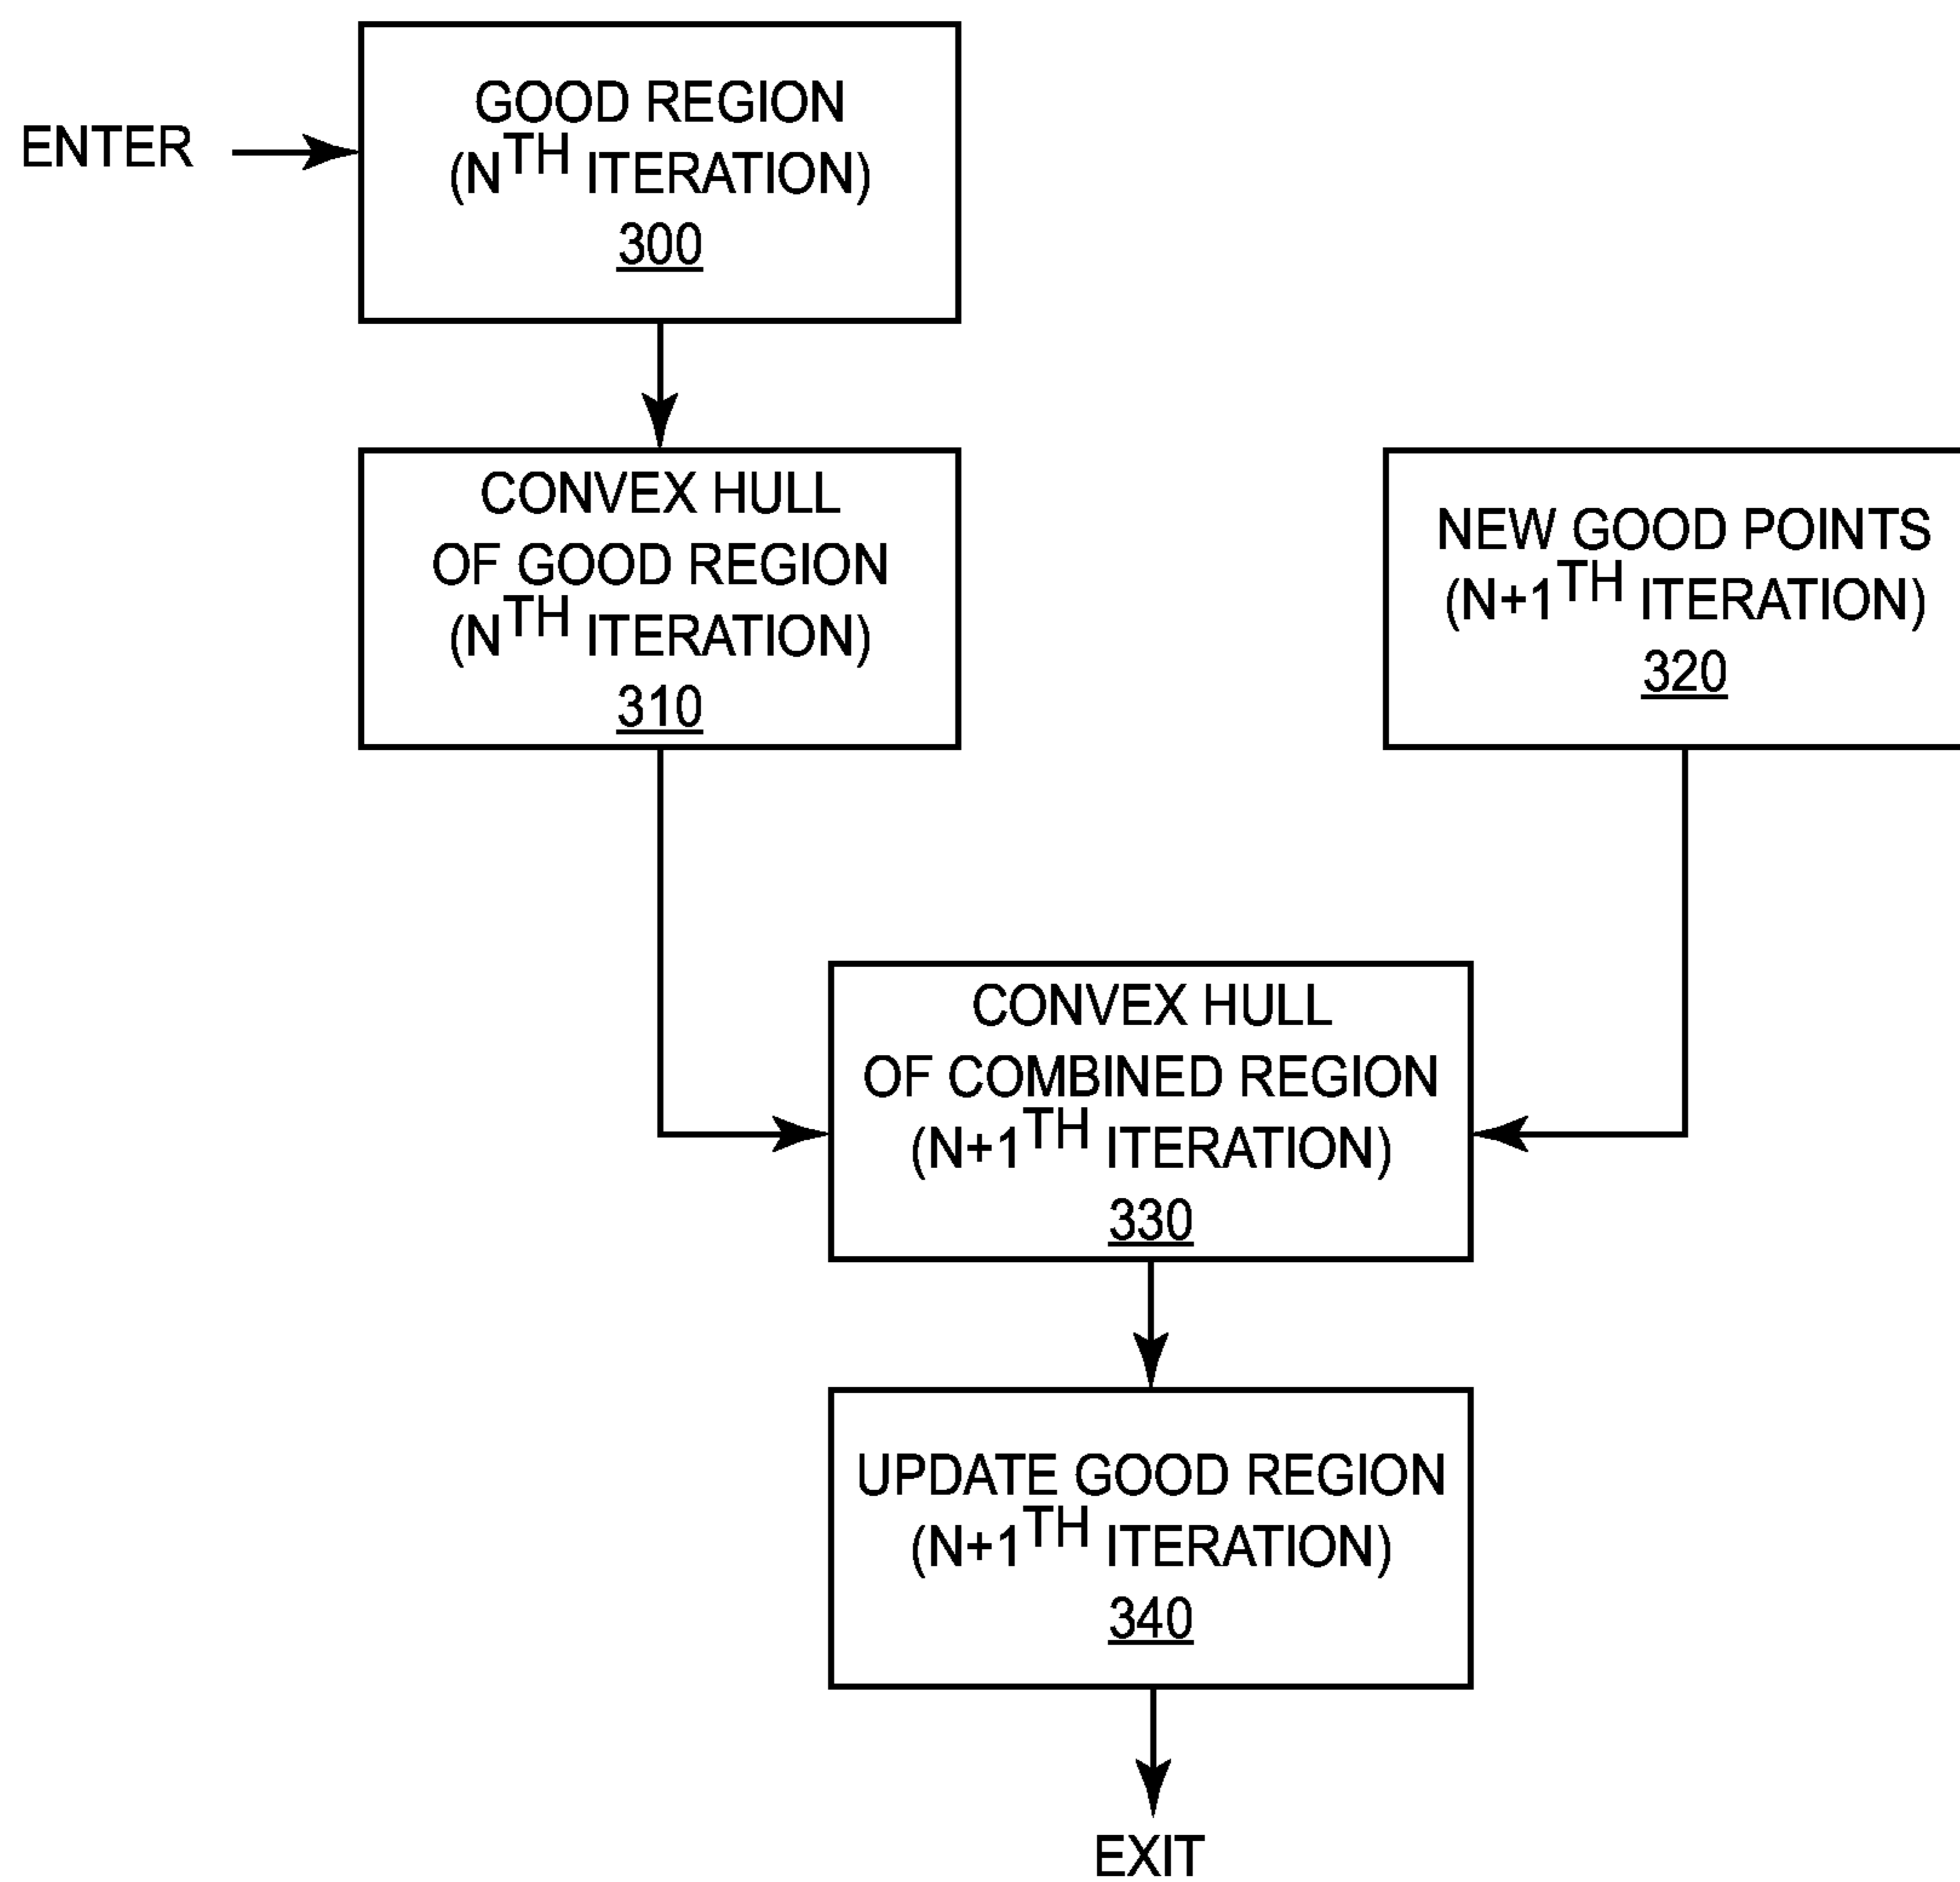 ENTER
GOOD REGION
(NTH ITERATION)
300
CONVEX HULL
OF GOOD REGION
(NTH ITERATION)
310
NEW GOOD POINTS
(N+1TH ITERATION)
320
CONVEX HULL
OF COMBINED REGION
(N+1TH ITERATION)
330
UPDATE GOOD REGION
(N+1TH ITERATION)
340
EXIT